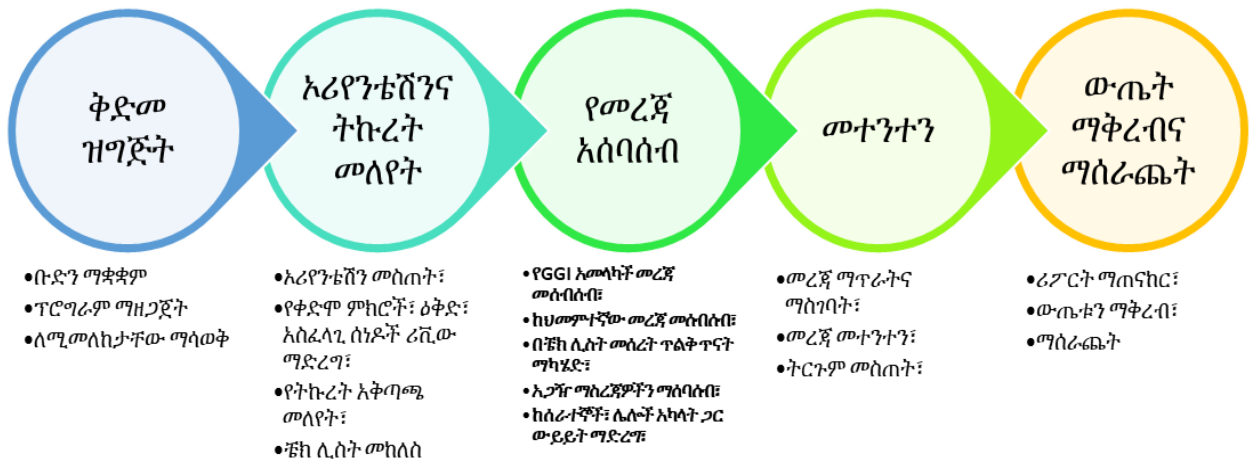 ቅድመ
ዝግጅት
•ቡድን ማቋቋም
•ፕሮግራም ማዘጋጀት
•ለሚመለከታቸው ማሳወቅ
ኦሪየንቴሽንና
ትኩረት
መለየት
•ኦሪየንቴሽን መስጠት፣
•የቀድሞ ምክሮች፣ ዕቅድ፣
አስፈላጊ ሰነዶች ሪቪው
ማድረግ፣
•የትኩረት አቅጣጫ
መለየት፣
•ቼክ ሊስት መከለስ
የመረጃ
አሰባሰብ
•የGGI አመላካች መረጃ
መሰብሰብ፣
•ከህመምተኛው መረጃ መሰብሰብ፣
•በቼክ ሊስት መሰረት ጥልቅ ጥናት
ማካሄድ፣
•አጋዥ ማስረጃዎችን ማሰባሰብ፣
•ከሰራተኞች፣ ሌሎች አካላት ጋር
ውይይት ማድረግ፣
መተንተን
•መረጃ ማጥራትና
ማስገባት፣
•መረጃ መተንተን፣
•ትርጉም መስጠት፣
ውጤት
ማቅረብና
ማሰራጨት
•ሪፖርት ማጠናከር፣
•ውጤቱን ማቅረብ፣
•ማሰራጨት